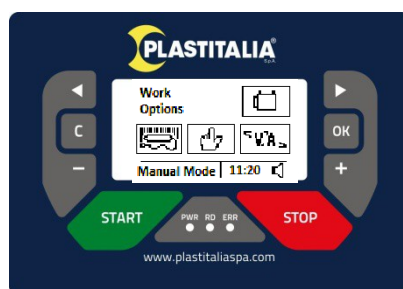 PLASTITALIA
SpA
Work
Options
V.A.
Manual Mode 11:20
C
OK
−
+
START
PWR RD ERR
STOP
www.plastitaliaspa.com